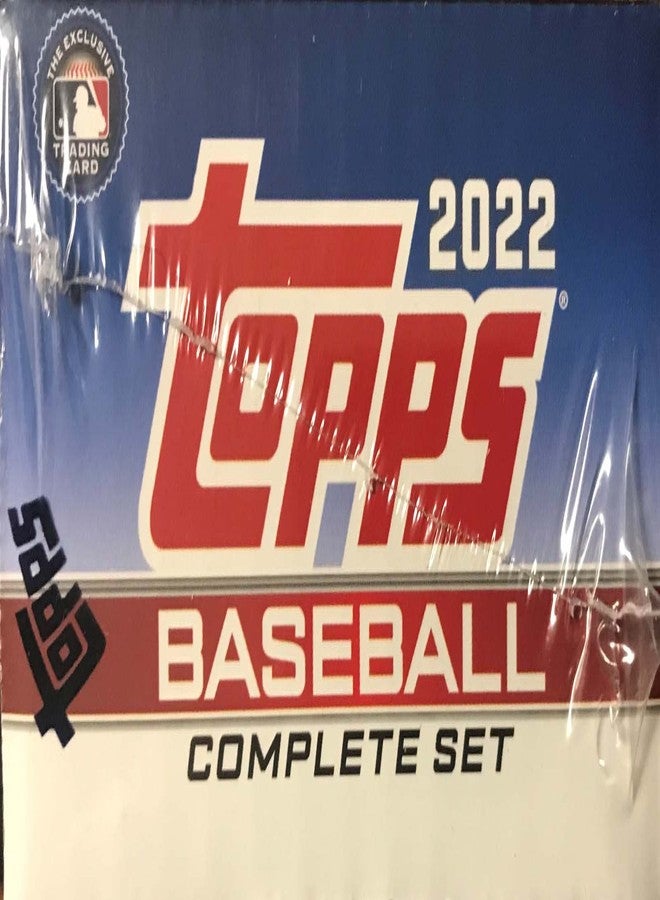 THE EXCLUSIVE
TRADING
CARD
2022
Topps®
BASEBALL
COMPLETE SET
topps